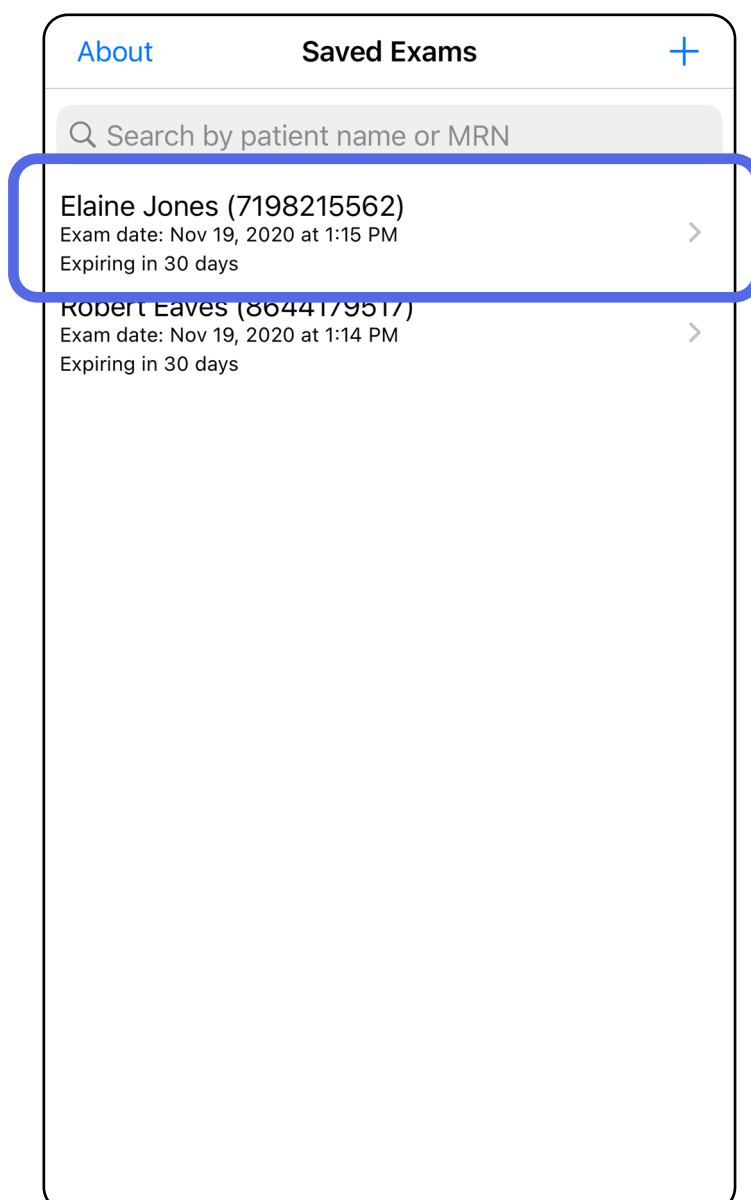 About Saved Exams +
Search by patient name or MRN
Elaine Jones (7198215562)
Exam date: Nov 19, 2020 at 1:15 PM
Expiring in 30 days
Robert Eaves (8644179517)
Exam date: Nov 19, 2020 at 1:14 PM
Expiring in 30 days